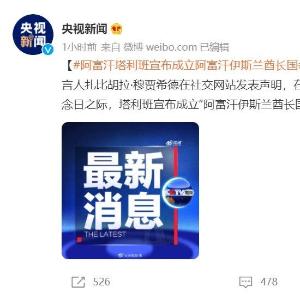 央视
新闻
央视新闻
1小时前 来自 微博 weibo.com 已编辑
#阿富汗塔利班宣布成立阿富汗伊斯兰酋长国
言人扎比胡拉·穆贾希德在社交网站发表声明，在
念日之际，塔利班宣布成立“阿富汗伊斯兰酋长国
最新
消息
THE LATEST
526
478